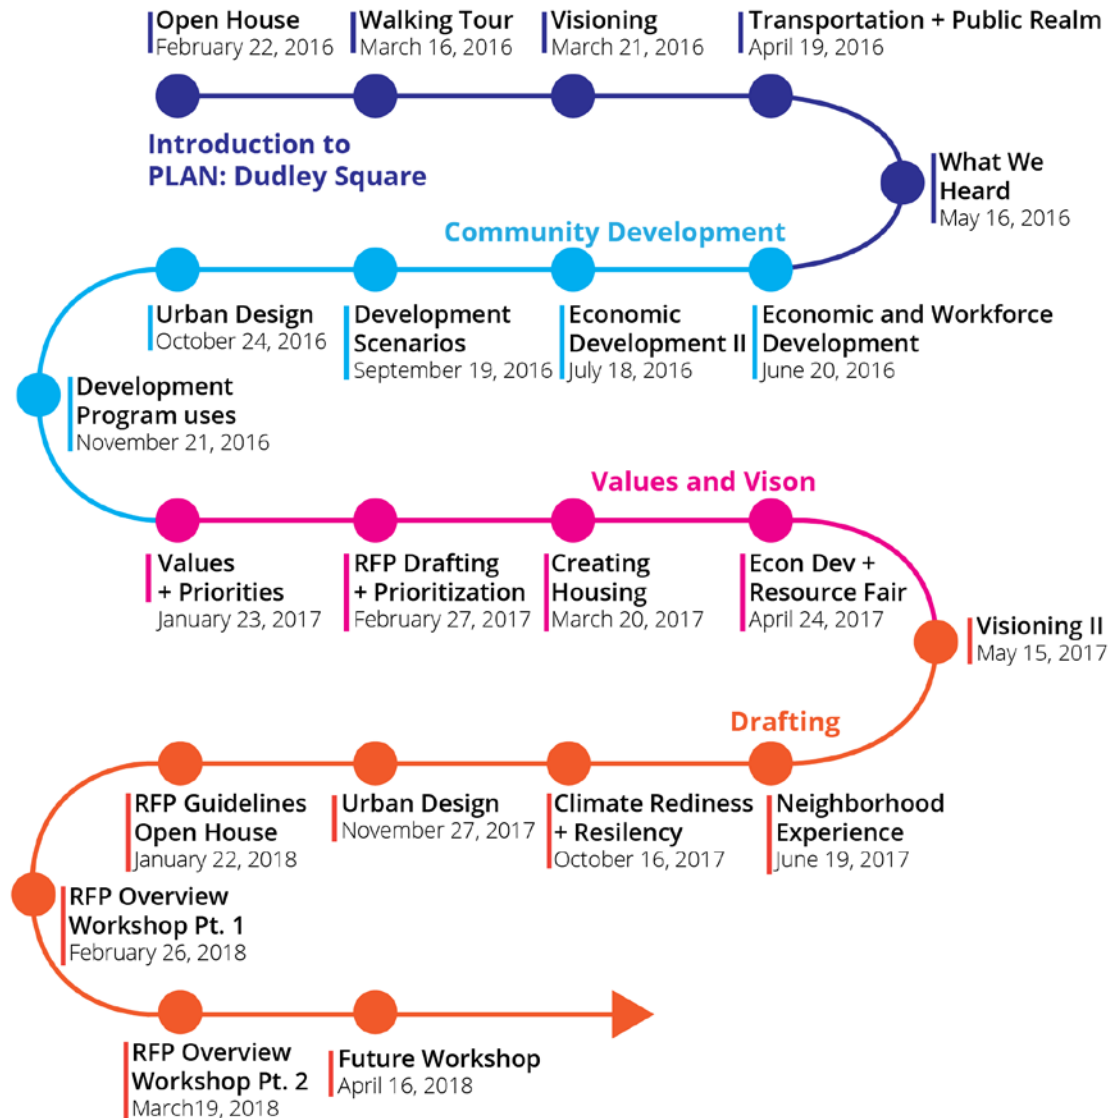 Open House
February 22, 2016
Walking Tour
March 16, 2016
Visioning
March 21, 2016
Transportation + Public Realm
April 19, 2016
Introduction to
PLAN: Dudley Square
What We
Heard
May 16, 2016
Community Development
Economic and Workforce
Development
June 20, 2016
Economic
Development II
July 18, 2016
Development
Scenarios
September 19, 2016
Urban Design
October 24, 2016
Development
Program uses
November 21, 2016
Values and Vison
Values
+ Priorities
January 23, 2017
RFP Drafting
+ Prioritization
February 27, 2017
Creating
Housing
March 20, 2017
Econ Dev +
Resource Fair
April 24, 2017
Visioning II
May 15, 2017
Drafting
Neighborhood
Experience
June 19, 2017
Climate Rediness
+ Resilency
October 16, 2017
Urban Design
November 27, 2017
RFP Guidelines
Open House
January 22, 2018
RFP Overview
Workshop Pt. 1
February 26, 2018
RFP Overview
Workshop Pt. 2
March19, 2018
Future Workshop
April 16, 2018